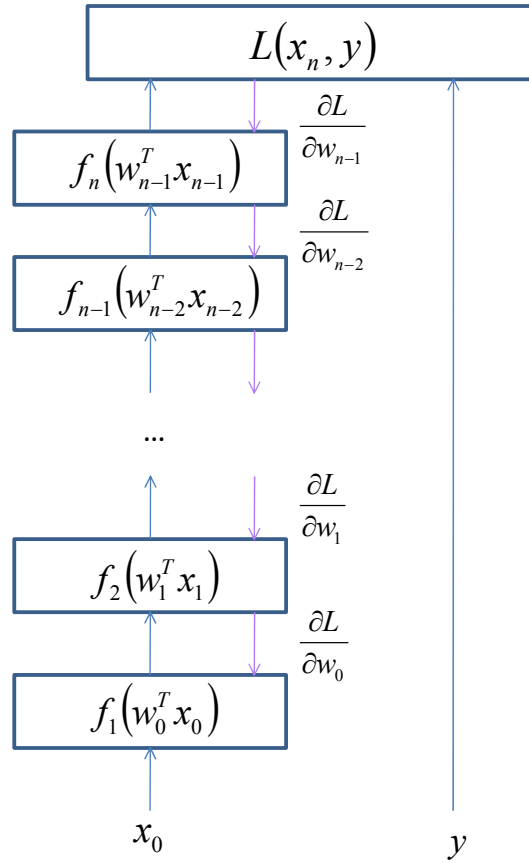 L(x_n, y)
∂L/∂w_{n-1}
f_n(w_{n-1}^T x_{n-1})
∂L/∂w_{n-2}
f_{n-1}(w_{n-2}^T x_{n-2})
...
∂L/∂w_1
f_2(w_1^T x_1)
∂L/∂w_0
f_1(w_0^T x_0)
x_0 y